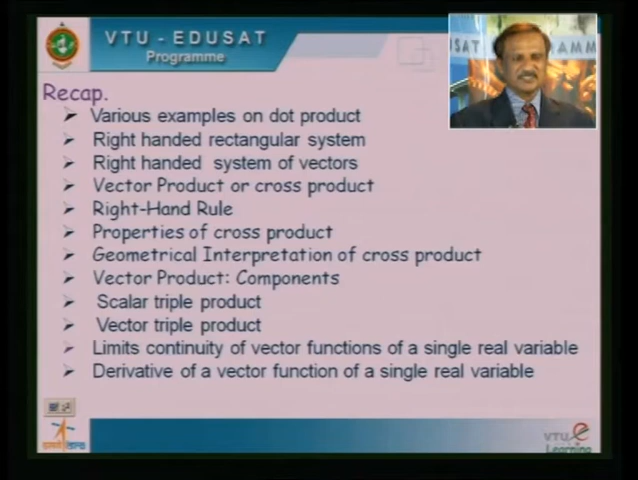 VTU - EDUSAT
Programme
SAT
AMM
Recap.
Various examples on dot product
Right handed rectangular system
Right handed system of vectors
Vector Product or cross product
Right-Hand Rule
Properties of cross product
Geometrical Interpretation of cross product
Vector Product: Components
Scalar triple product
Vector triple product
Limits continuity of vector functions of a single real variable
Derivative of a vector function of a single real variable
VTU e
Learning